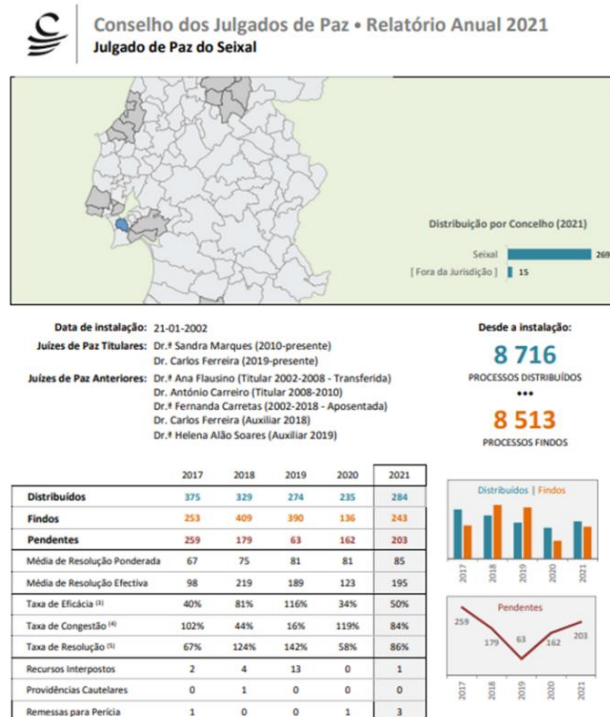 Conselho dos Julgados de Paz • Relatório Anual 2021
Julgado de Paz do Seixal
Distribuição por Concelho (2021)
Seixal 269
[ Fora da Jurisdição ] 15
Data de instalação: 21-01-2002
Juízes de Paz Titulares: Dr.ª Sandra Marques (2010-presente)
Dr. Carlos Ferreira (2019-presente)
Juízes de Paz Anteriores: Dr.ª Ana Flausino (Titular 2002-2008 - Transferida)
Dr. António Carreiro (Titular 2008-2010)
Dr.ª Fernanda Carretas (2002-2018 - Aposentada)
Dr. Carlos Ferreira (Auxiliar 2018)
Dr.ª Helena Alão Soares (Auxiliar 2019)
Desde a instalação:
8 716
PROCESSOS DISTRIBUÍDOS
•••
8 513
PROCESSOS FINDOS
2017 2018 2019 2020 2021
Distribuídos 375 329 274 235 284
Findos 253 409 390 136 243
Pendentes 259 179 63 162 203
Média de Resolução Ponderada 67 75 81 81 85
Média de Resolução Efectiva 98 219 189 123 195
Taxa de Eficácia (3) 40% 81% 116% 34% 50%
Taxa de Congestão (4) 102% 44% 16% 119% 84%
Taxa de Resolução (5) 67% 124% 142% 58% 86%
Recursos Interpostos 2 4 13 0 1
Providências Cautelares 0 1 0 0 0
Remessas para Perícia 1 0 0 1 3
Distribuídos | Findos
2017 2018 2019 2020 2021
Pendentes
259 179 63 162 203
2017 2018 2019 2020 2021